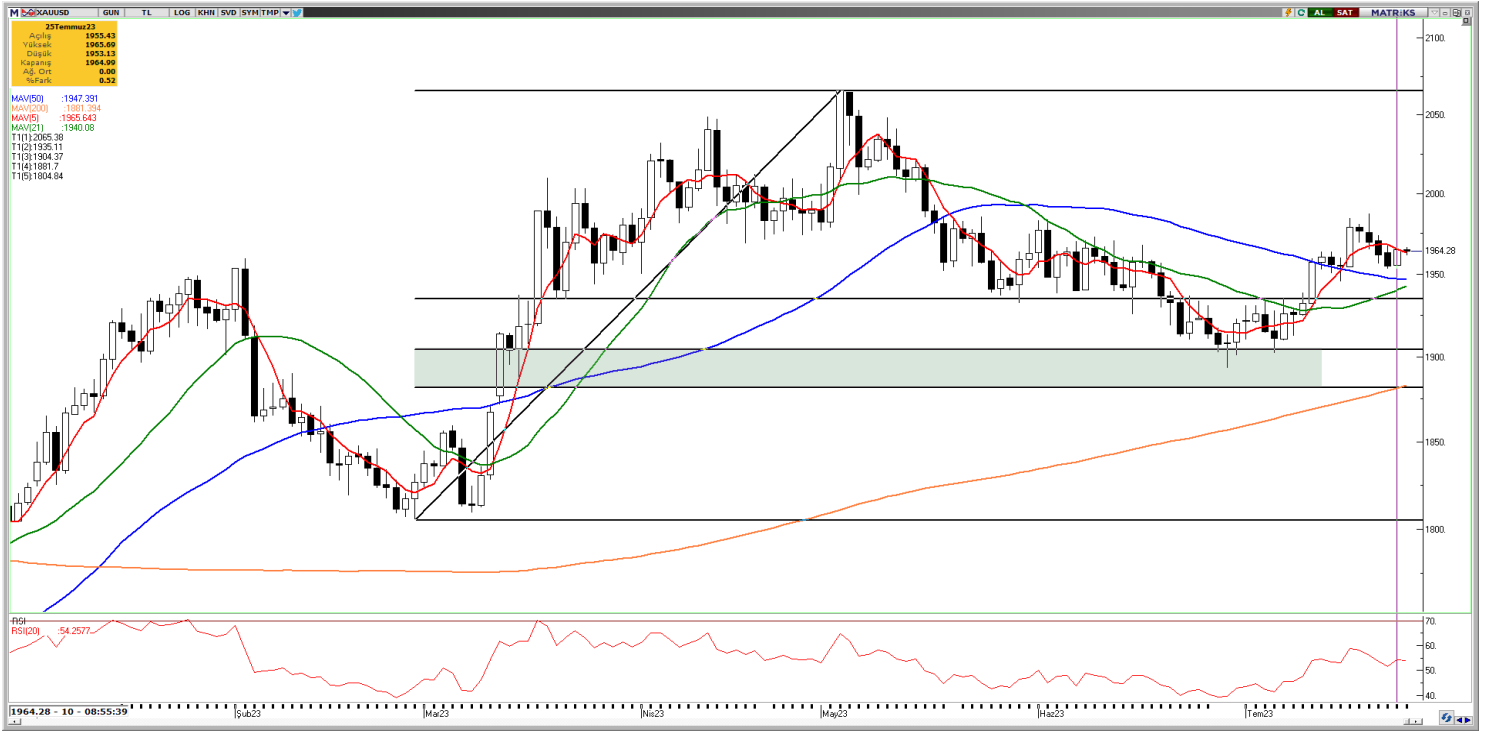 M XAUUSD GUN TL LOG KHN SVD SYM TMP C AL SAT MATRiKS
25Temmuz23
Açılış 1955.43
Yüksek 1965.69
Düşük 1953.13
Kapanış 1964.99
Ağ. Ort 0.00
%Fark 0.52
MAV(50) :1947.391
MAV(200) :1881.394
MAV(5) :1965.643
MAV(21) :1940.08
T1(1):2065.38
T1(2):1935.11
T1(3):1904.37
T1(4):1881.7
T1(5):1804.84
2100.
2050.
2000.
1964.28
1950.
1900.
1850.
1800.
RSI
RSI(20) :54.2577
70.
60.
50.
40.
1964.28 - 10 - 08:55:39
Şub23 Mar23 Nis23 May23 Haz23 Tem23